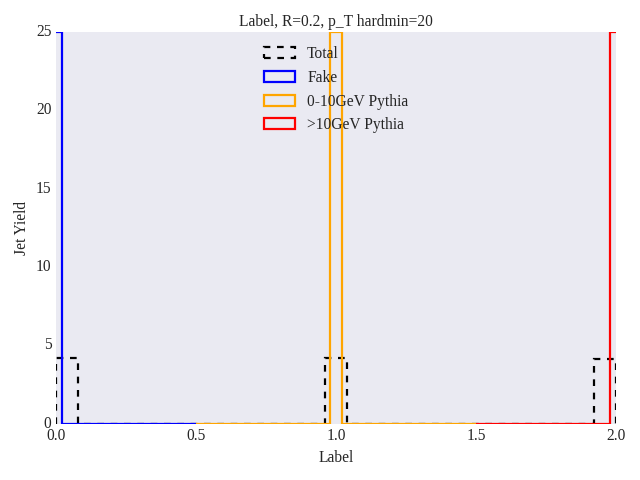 Label, R=0.2, p_T hardmin=20
25
20
15
10
5
0
Jet Yield
Total
Fake
0-10GeV Pythia
>10GeV Pythia
0.0 0.5 1.0 1.5 2.0
Label